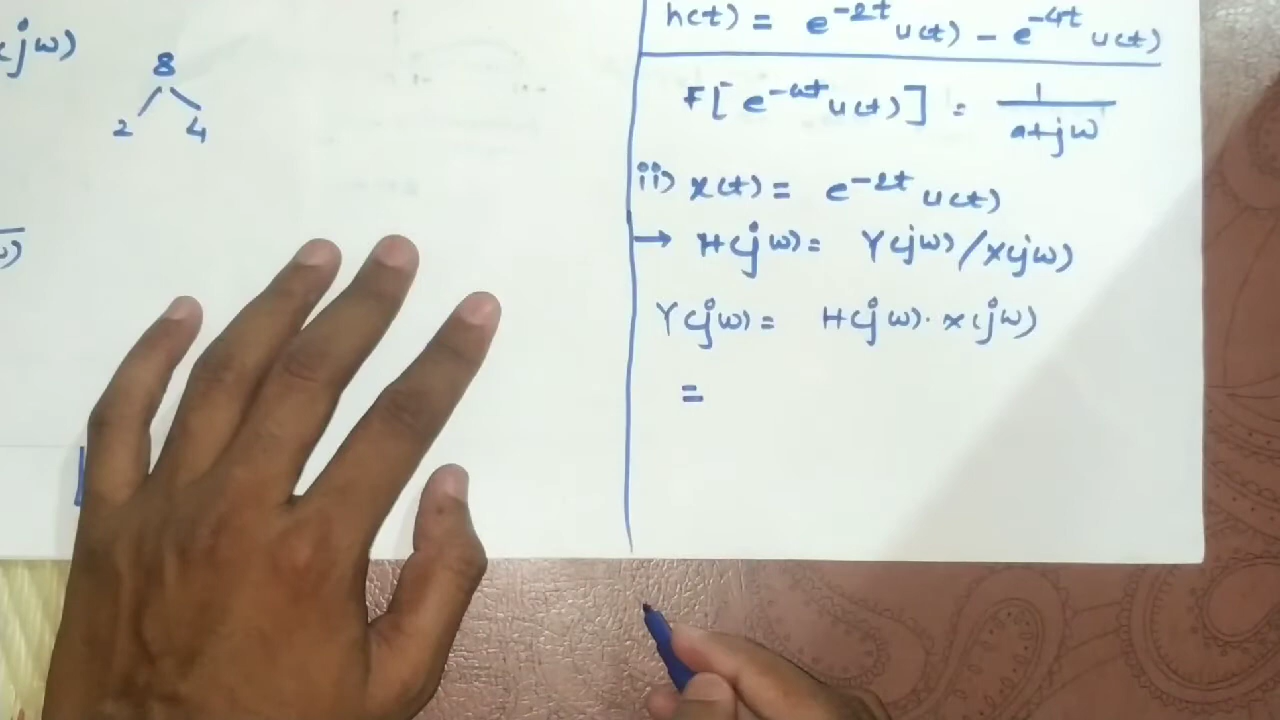 (jω)
8
2 4
ω)
h(t) = e^-2t u(t) - e^-4t u(t)
F[e^-at u(t)] = 1/(a+jω)
ii) x(t) = e^-2t u(t)
→ H(jω) = Y(jω)/X(jω)
Y(jω) = H(jω)·X(jω)
=